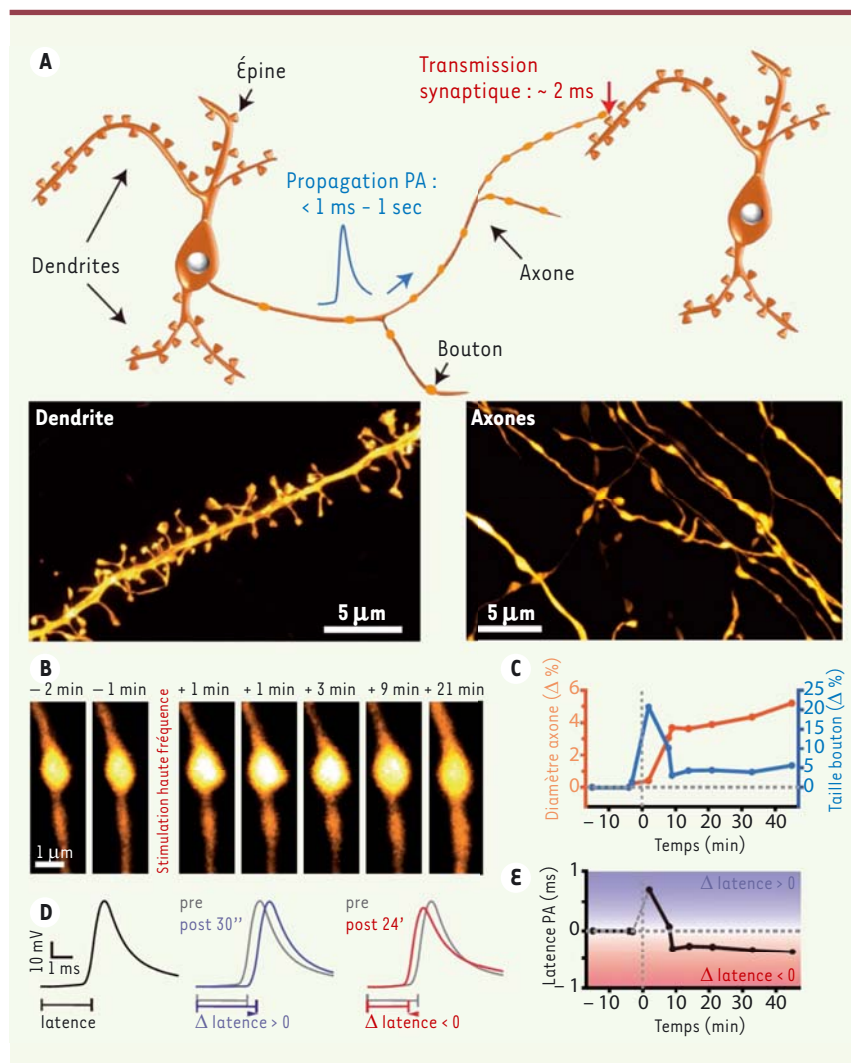 A
Épine
Transmission
synaptique : ~ 2 ms
Propagation PA :
< 1 ms – 1 sec
Dendrites
Axone
Bouton
Dendrite
5 µm
Axones
5 µm
B
– 2 min – 1 min + 1 min + 1 min + 3 min + 9 min + 21 min
Stimulation haute fréquence
1 µm
C
Diamètre axone (Δ %)
6
4
2
0
25
20
15
10
5
0
Taille bouton (Δ %)
– 10 0 10 20 30 40
Temps (min)
D
10 mV
1 ms
latence
pre
post 30''
Δ latence > 0
pre
post 24'
Δ latence < 0
E
Latence PA (ms)
1
0
1
Δ latence > 0
Δ latence < 0
– 10 0 10 20 30 40
Temps (min)